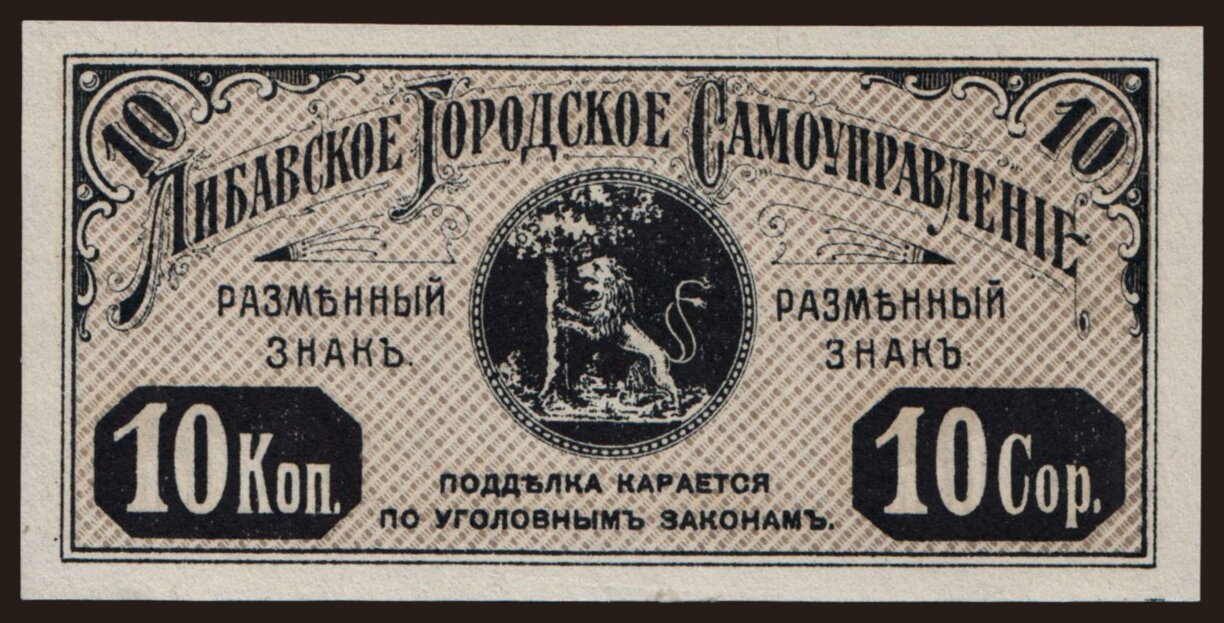 10
10
Либавское Городское Самоуправленіе
РАЗМѢННЫЙ
ЗНАКЪ.
РАЗМѢННЫЙ
ЗНАКЪ.
10 Коп.
10 Cop.
ПОДДѢЛКА КАРАЕТСЯ
ПО УГОЛОВНЫМЪ ЗАКОНАМЪ.